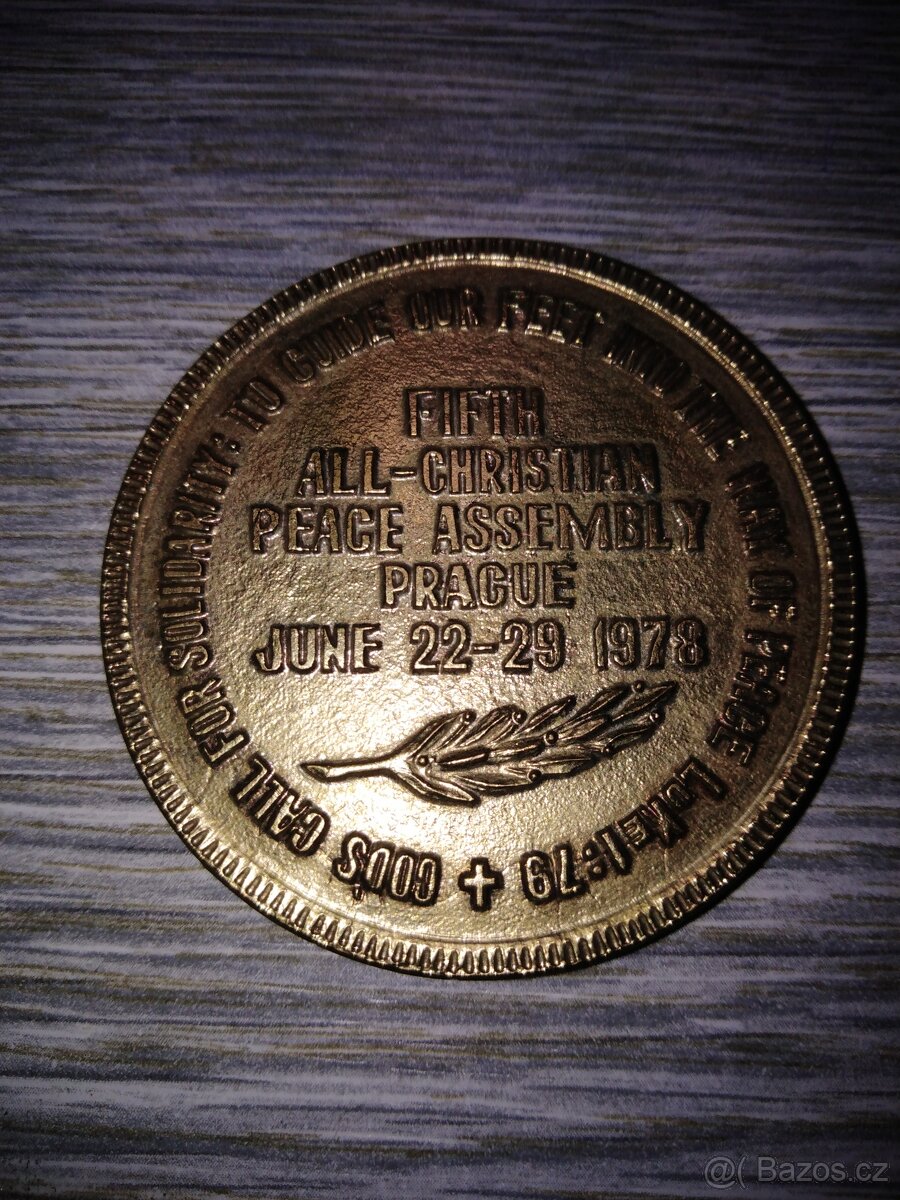 FIFTH
ALL-CHRISTIAN
PEACE ASSEMBLY
PRAGUE
JUNE 22-29 1978
GOD'S CALL FOR SOLIDARITY: TO GUIDE OUR FEET INTO THE WAY OF PEACE LUKE 1:79
@( Bazos.cz